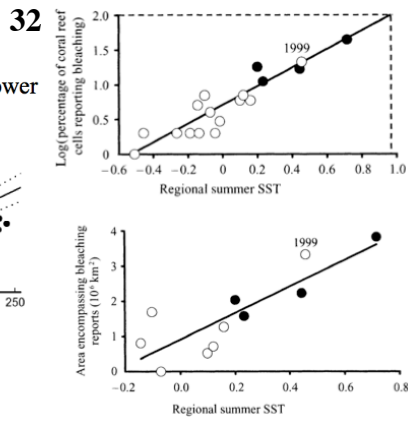 32
ower
250
Log(percentage of coral reef
cells reporting bleaching)
2.0
1.5
1.0
0.5
0
1999
−0.6 −0.4 −0.2 0 0.2 0.4 0.6 0.8 1.0
Regional summer SST
Area encompassing bleaching
reports (10⁶ km²)
4
3
2
1
0
1999
−0.2 0.0 0.2 0.4 0.6 0.8
Regional summer SST